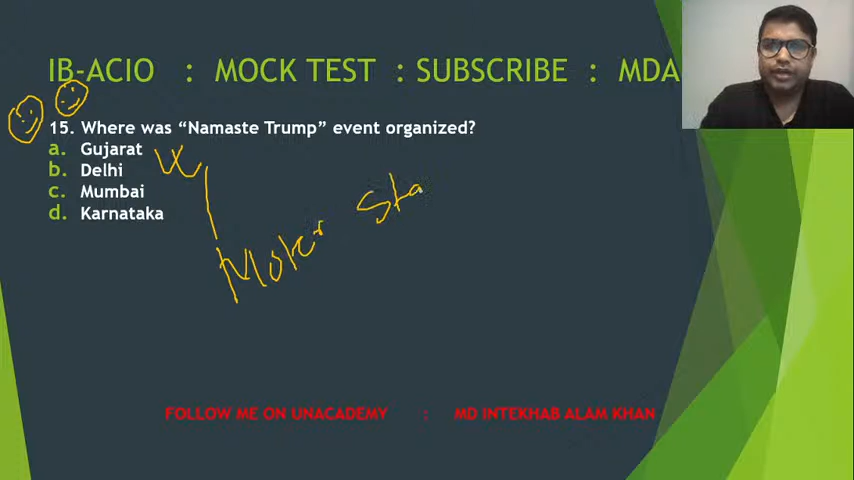 IB-ACIO : MOCK TEST : SUBSCRIBE : MDA
15. Where was “Namaste Trump” event organized?
a. Gujarat
b. Delhi
c. Mumbai
d. Karnataka
Sta
FOLLOW ME ON UNACADEMY : MD INTEKHAB ALAM KHAN